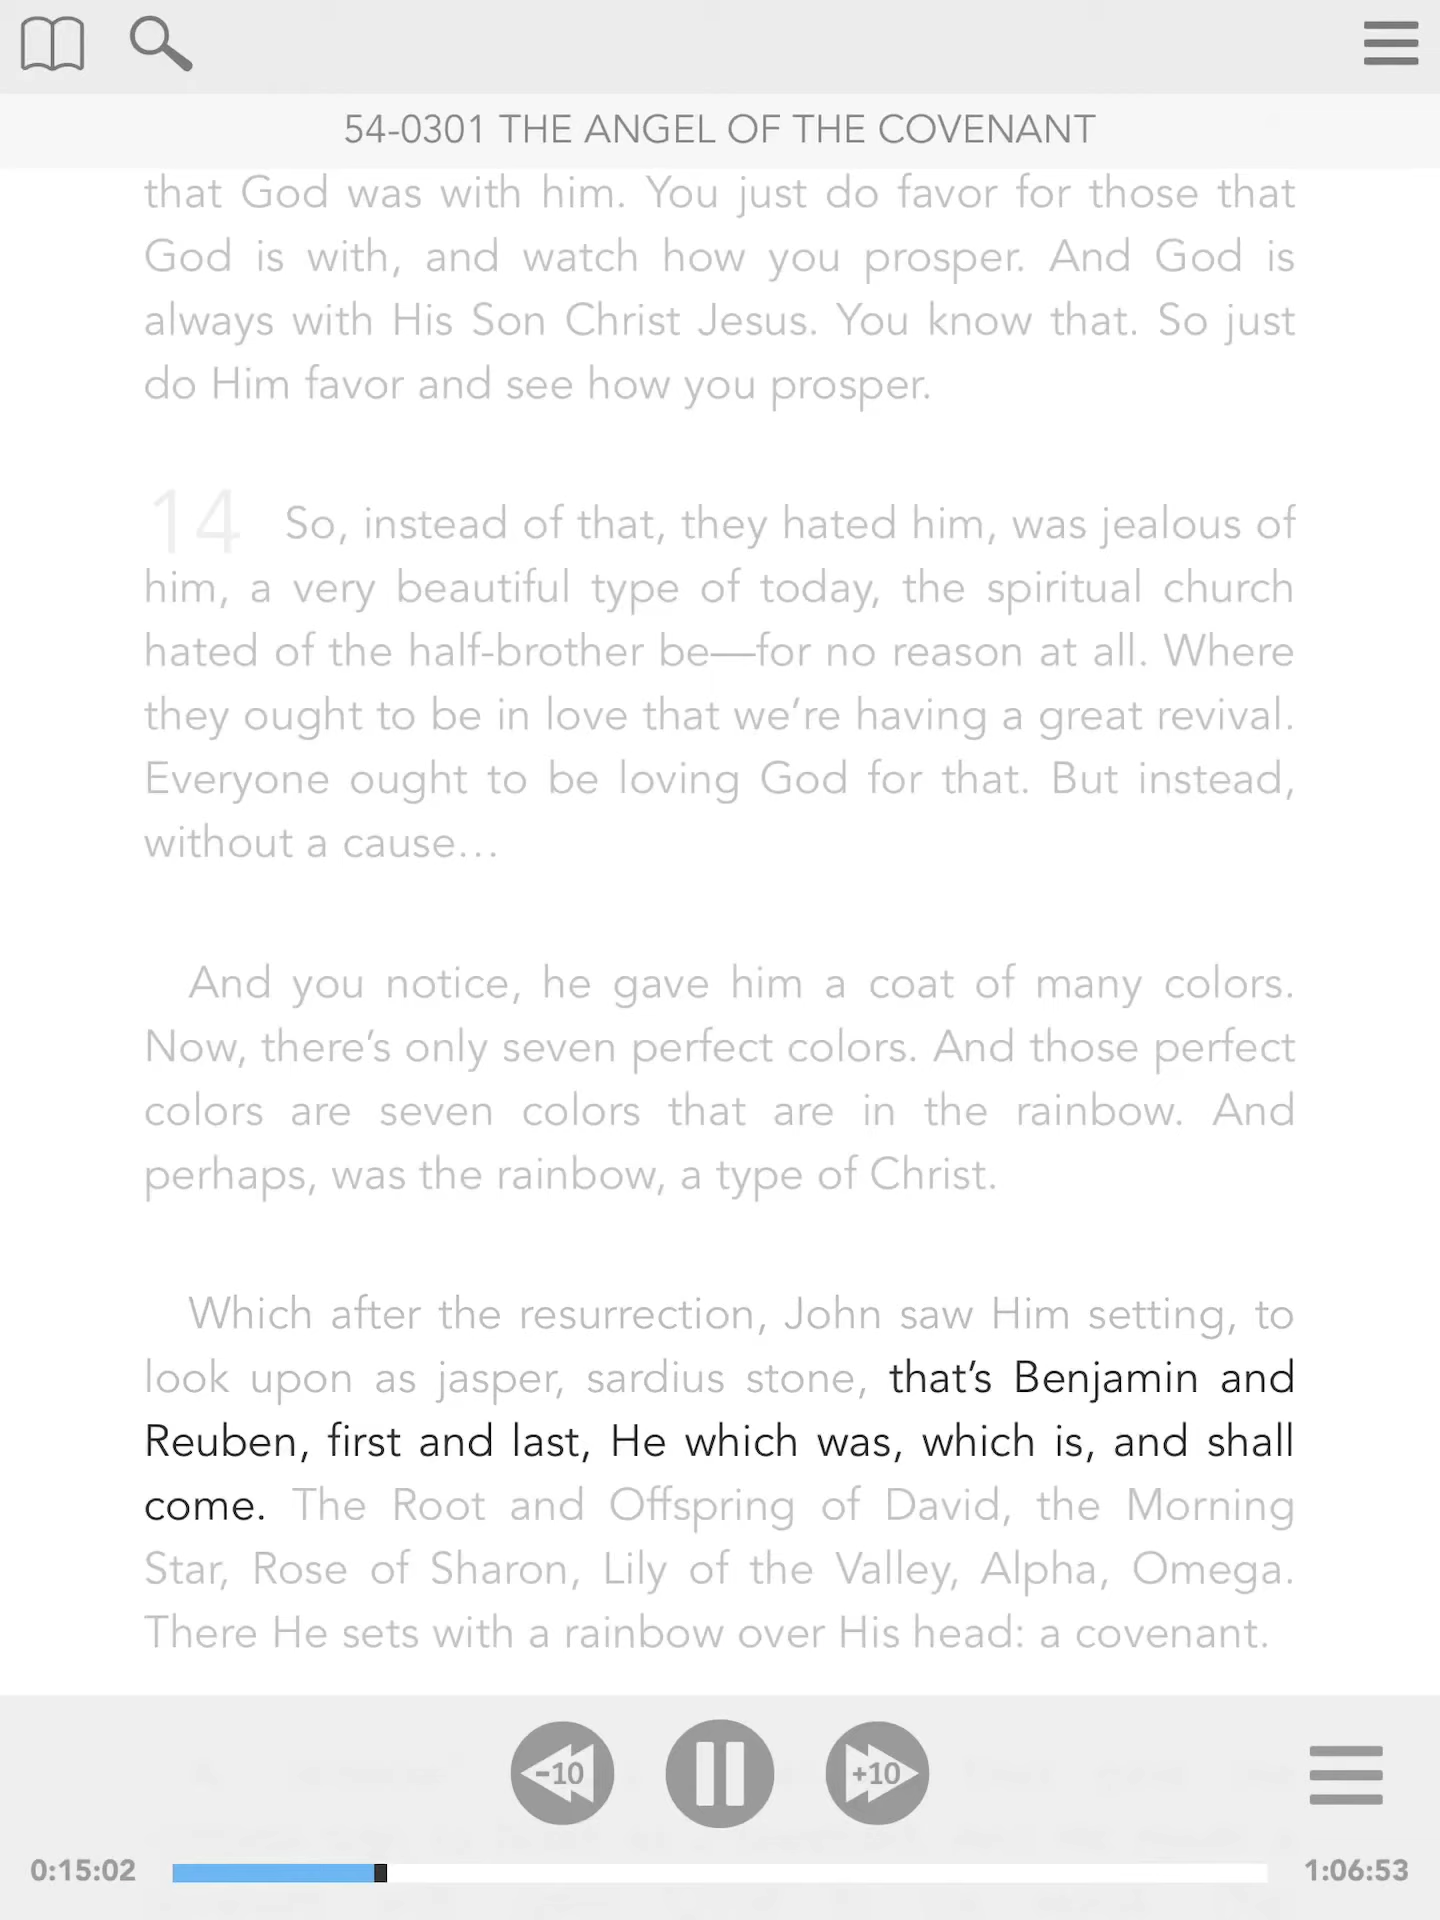 54-0301 THE ANGEL OF THE COVENANT
that God was with him. You just do favor for those that
God is with, and watch how you prosper. And God is
always with His Son Christ Jesus. You know that. So just
do Him favor and see how you prosper.
14 So, instead of that, they hated him, was jealous of
him, a very beautiful type of today, the spiritual church
hated of the half-brother be—for no reason at all. Where
they ought to be in love that we’re having a great revival.
Everyone ought to be loving God for that. But instead,
without a cause…
And you notice, he gave him a coat of many colors.
Now, there’s only seven perfect colors. And those perfect
colors are seven colors that are in the rainbow. And
perhaps, was the rainbow, a type of Christ.
Which after the resurrection, John saw Him setting, to
look upon as jasper, sardius stone, that’s Benjamin and
Reuben, first and last, He which was, which is, and shall
come. The Root and Offspring of David, the Morning
Star, Rose of Sharon, Lily of the Valley, Alpha, Omega.
There He sets with a rainbow over His head: a covenant.
-10 +10
0:15:02 1:06:53